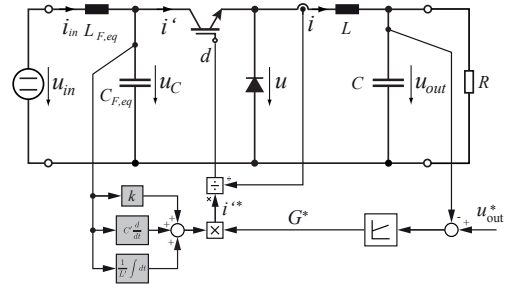 i_in L_F,eq i‘ i L
d
u_in C_F,eq u_C u C u_out R
÷ ÷
×
k i‘* G* - u*_out
+ + +
C' d/dt + ×
+
1/L' ∫ dt